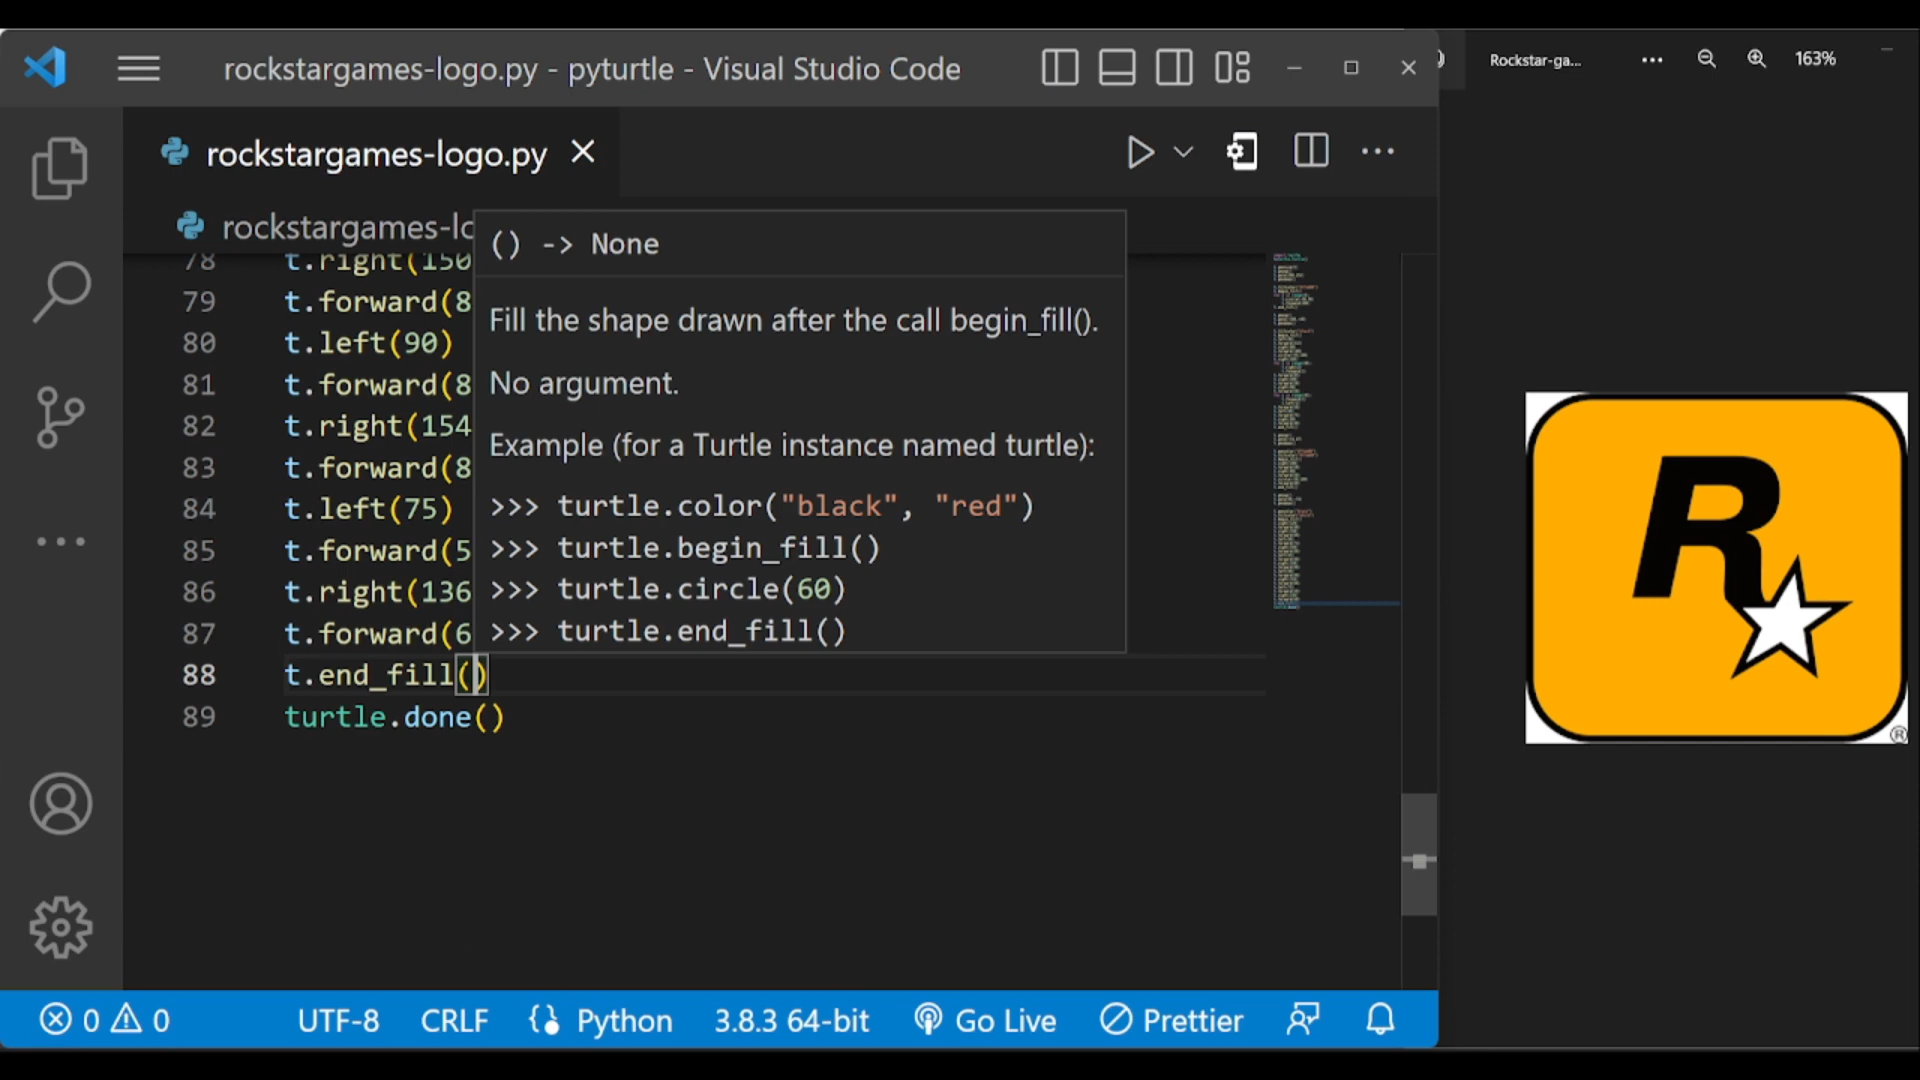 rockstargames-logo.py - pyturtle - Visual Studio Code
Rockstar-ga...
163%
rockstargames-logo.py
rockstargames-lo
() -> None
Fill the shape drawn after the call begin_fill().
No argument.
Example (for a Turtle instance named turtle):
>>> turtle.color("black", "red")
>>> turtle.begin_fill()
>>> turtle.circle(60)
>>> turtle.end_fill()
78 t.right(150
79 t.forward(8
80 t.left(90)
81 t.forward(8
82 t.right(154
83 t.forward(8
84 t.left(75)
85 t.forward(5
86 t.right(136
87 t.forward(6
88 t.end_fill()
89 turtle.done()
R
®
0 0 UTF-8 CRLF Python 3.8.3 64-bit Go Live Prettier